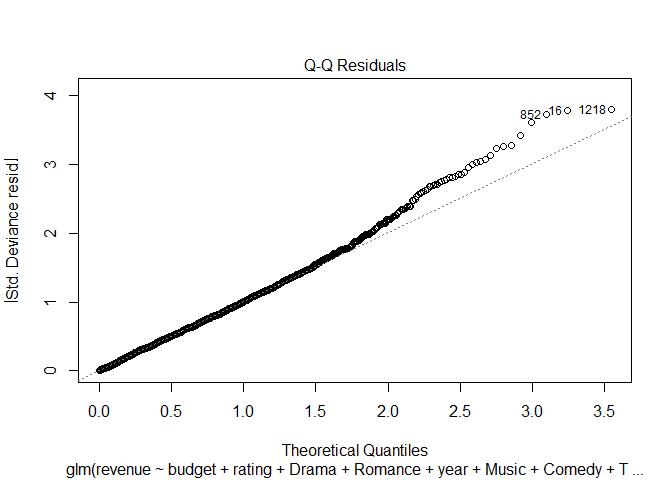 Q-Q Residuals
4
3
2
1
0
|Std. Deviance resid.|
852 16 1218
0.0 0.5 1.0 1.5 2.0 2.5 3.0 3.5
Theoretical Quantiles
glm(revenue ~ budget + rating + Drama + Romance + year + Music + Comedy + T ...